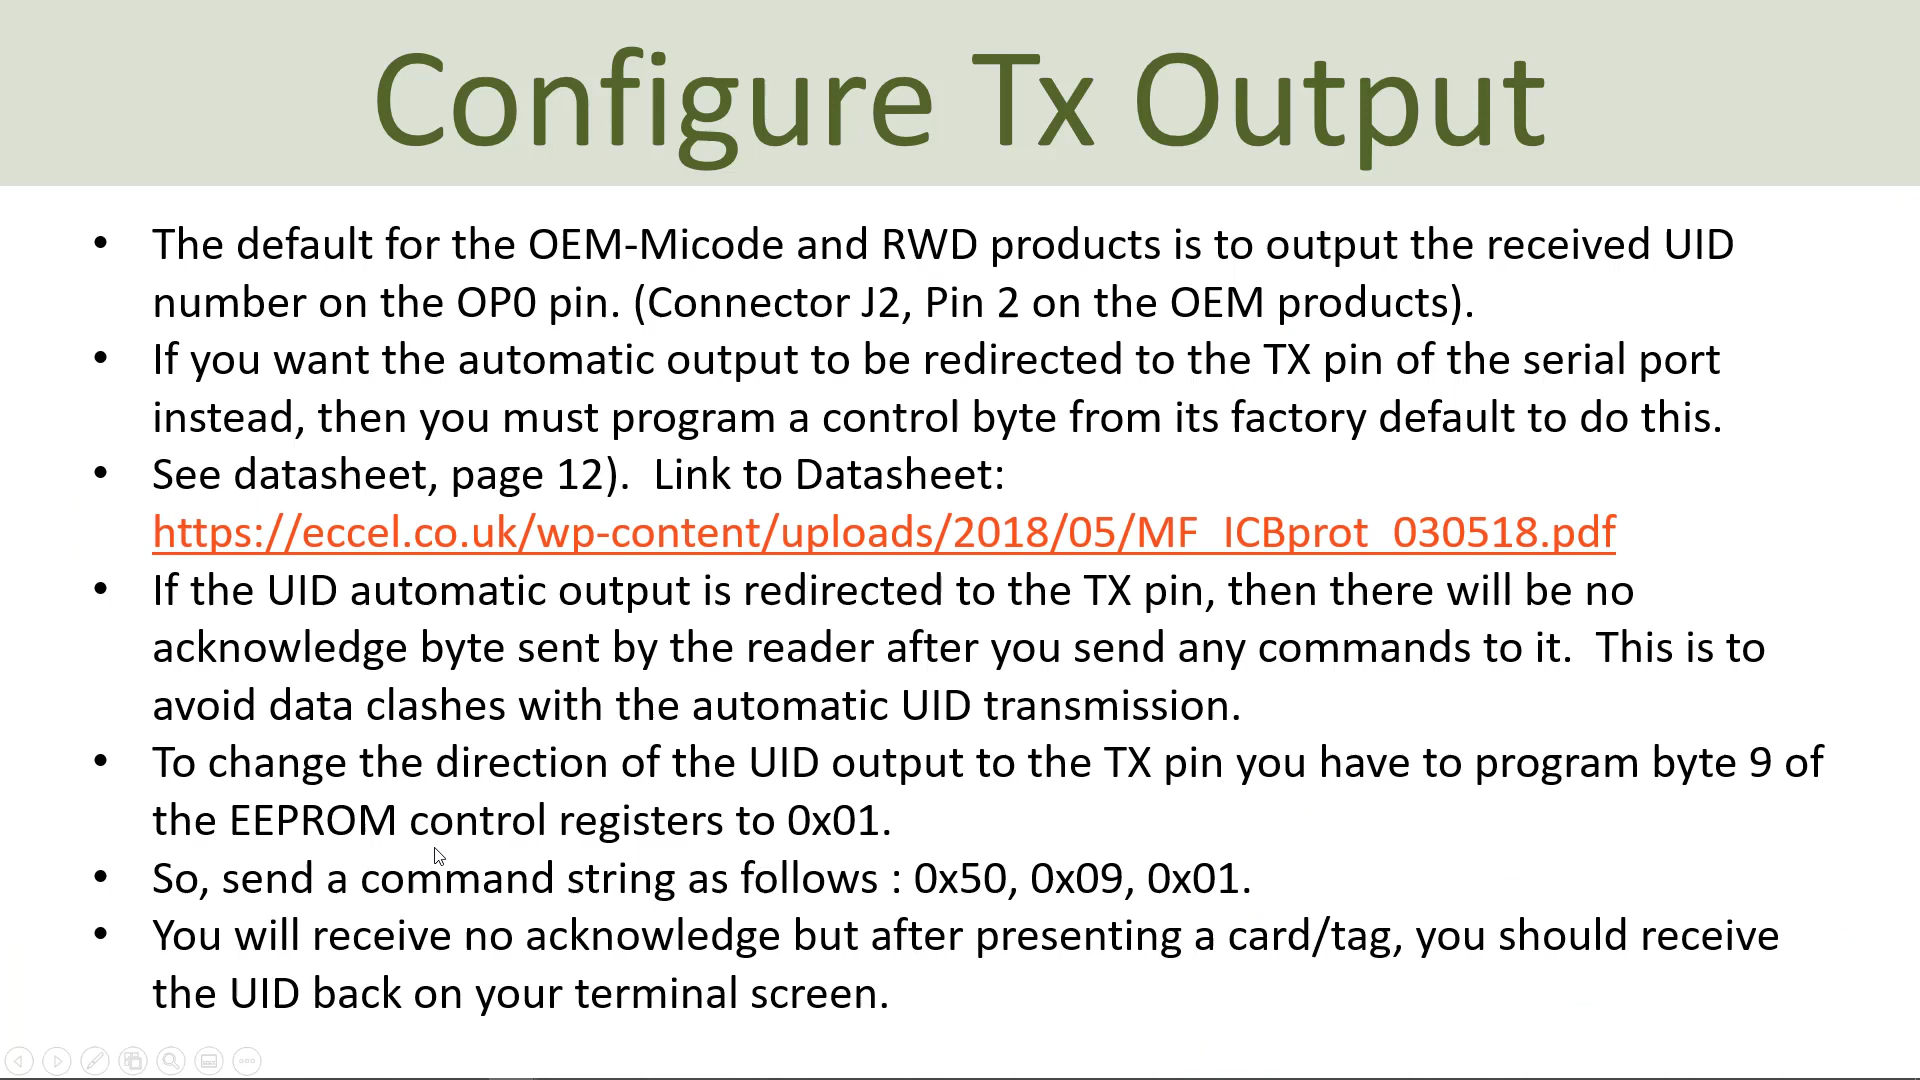 Configure Tx Output
• The default for the OEM-Micode and RWD products is to output the received UID
number on the OP0 pin. (Connector J2, Pin 2 on the OEM products).
• If you want the automatic output to be redirected to the TX pin of the serial port
instead, then you must program a control byte from its factory default to do this.
• See datasheet, page 12).  Link to Datasheet:
https://eccel.co.uk/wp-content/uploads/2018/05/MF_ICBprot_030518.pdf
• If the UID automatic output is redirected to the TX pin, then there will be no
acknowledge byte sent by the reader after you send any commands to it.  This is to
avoid data clashes with the automatic UID transmission.
• To change the direction of the UID output to the TX pin you have to program byte 9 of
the EEPROM control registers to 0x01.
• So, send a command string as follows : 0x50, 0x09, 0x01.
• You will receive no acknowledge but after presenting a card/tag, you should receive
the UID back on your terminal screen.